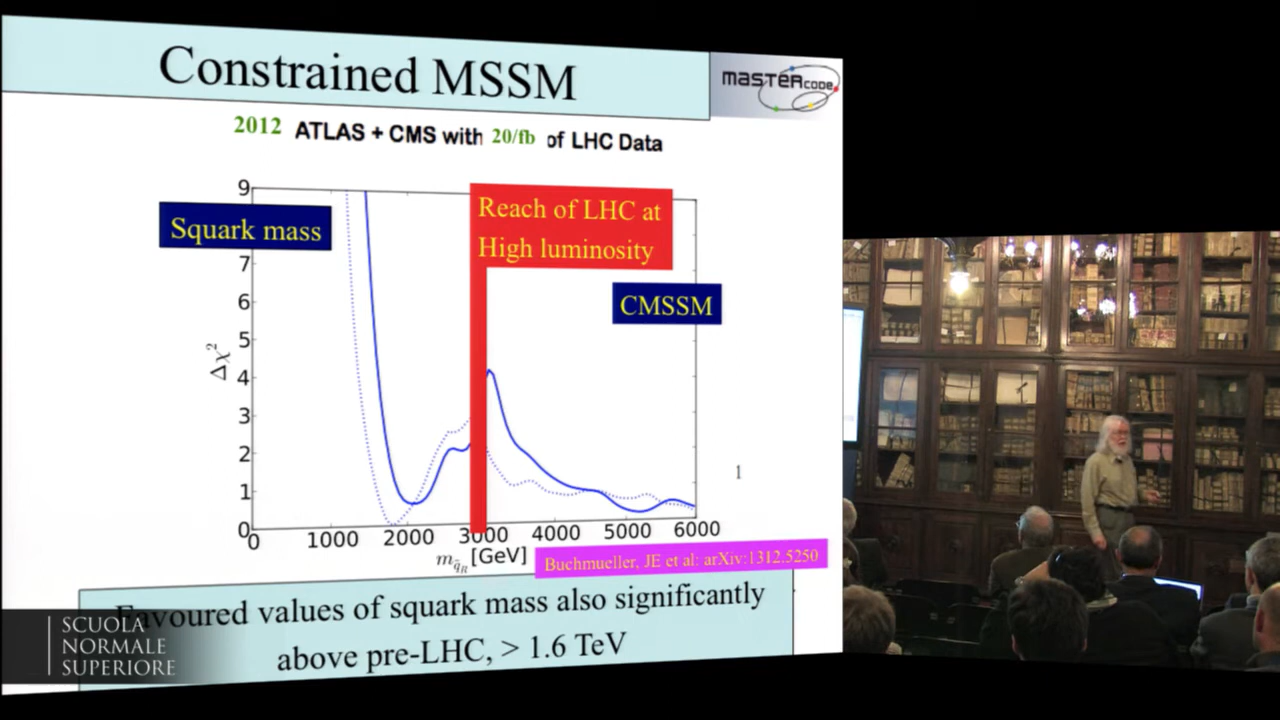 Constrained MSSM
MASTERCODE
2012 ATLAS + CMS with 20/fb of LHC Data
9
Squark mass
7
6
5
4
3
2
1
0
Δχ²
Reach of LHC at
High luminosity
CMSSM
1
0 1000 2000 3000 4000 5000 6000
m_q̃R [GeV]
Buchmueller, JE et al: arXiv:1312.5250
Favoured values of squark mass also significantly
above pre-LHC, > 1.6 TeV
SCUOLA
NORMALE
SUPERIORE